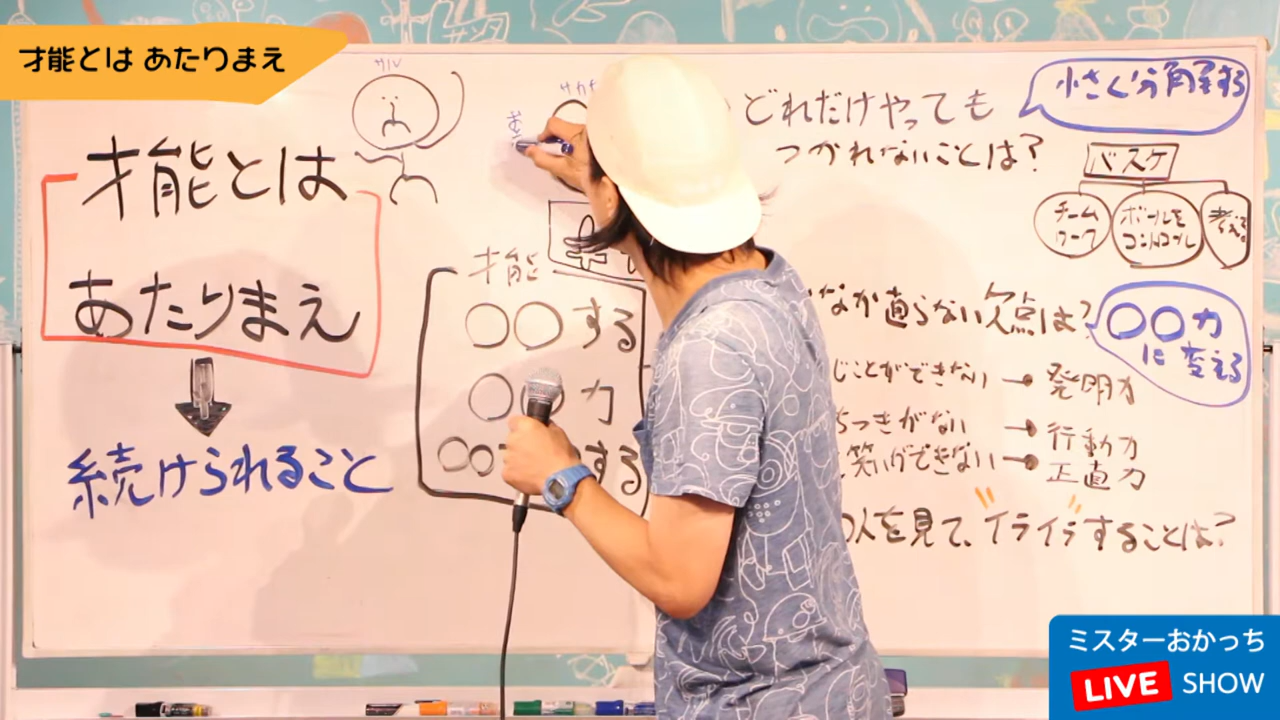 才能とは あたりまえ
サル
才能とは
あたりまえ
続けられること
才能
〇〇する
力
する
どれだけやっても
つかれないことは?
小さく分解する
バスケ
チーム
ワーク
ボールを
コントロール
考える
なか直らない欠点は?
〇〇力
に変える
じことができない
発明力
ちつきがない
行動力
笑いができない
正直力
人を見て、イライラすることは?
ミスターおかっち
LIVE SHOW